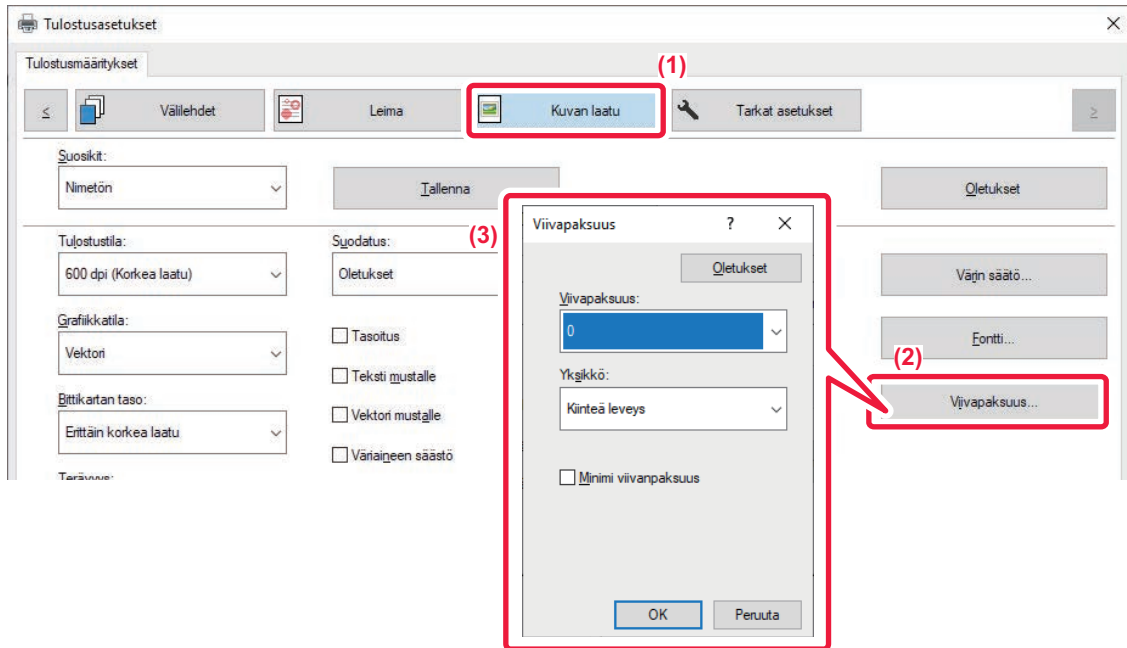 Tulostusasetukset
Tulostusmääritykset
(1)
≤ Välilehdet Leima Kuvan laatu Tarkat asetukset ≥
Suosikit:
Nimetön Tallenna Oletukset
Tulostustila: Suodatus:
600 dpi (Korkea laatu) Oletukset Värin säätö...
Grafiikkatila:
Vektori Tasoitus Fontti...
Teksti mustalle
(2)
Bittikartan taso: Viivapaksuus...
Erittäin korkea laatu Vektori mustalle
Väriaineen säästö
Terävyys:
(3)
Viivapaksuus ? ×
Oletukset
Viivapaksuus:
0
Yksikkö:
Kiinteä leveys
Minimi viivanpaksuus
OK Peruuta